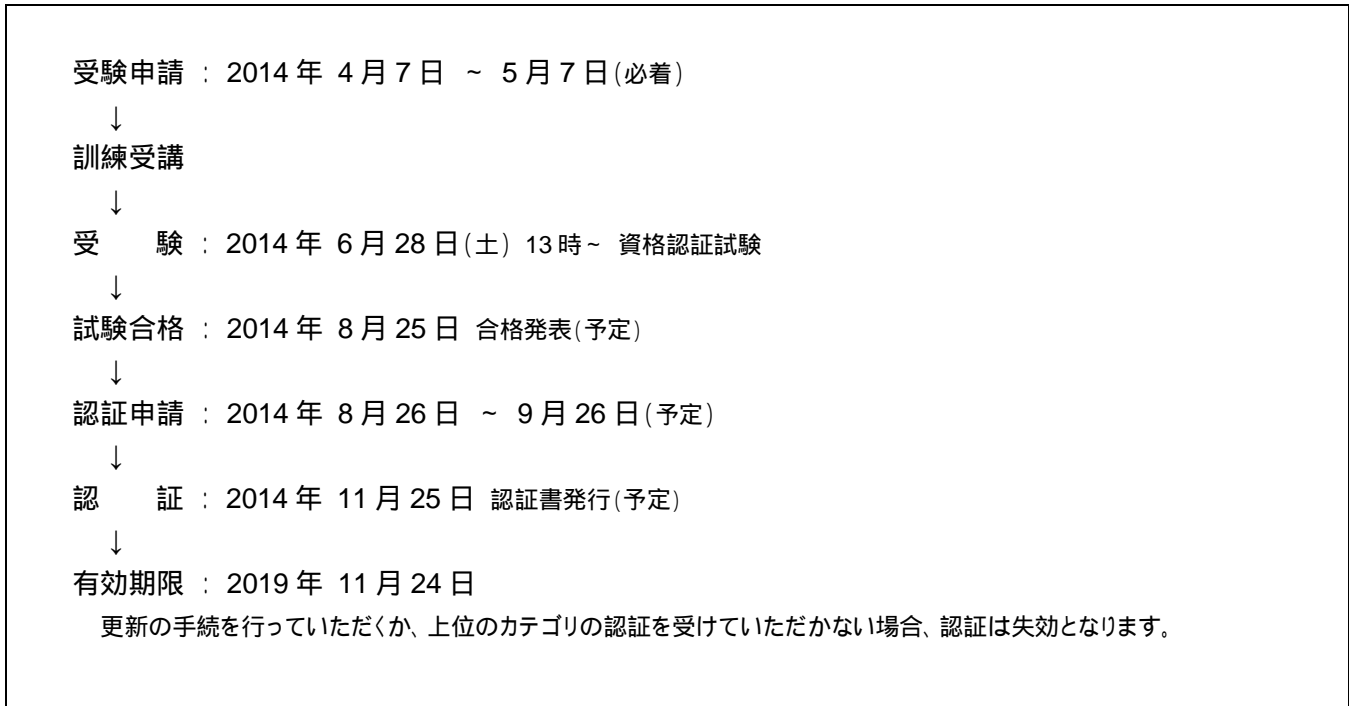 受験申請 : 2014 年 4 月 7 日 ~ 5 月 7 日(必着)
↓
訓練受講
↓
受　　験 : 2014 年 6 月 28 日(土) 13 時~ 資格認証試験
↓
試験合格 : 2014 年 8 月 25 日 合格発表(予定)
↓
認証申請 : 2014 年 8 月 26 日 ~ 9 月 26 日(予定)
↓
認　　証 : 2014 年 11 月 25 日 認証書発行(予定)
↓
有効期限 : 2019 年 11 月 24 日
更新の手続を行っていただくか、上位のカテゴリの認証を受けていただかない場合、認証は失効となります。